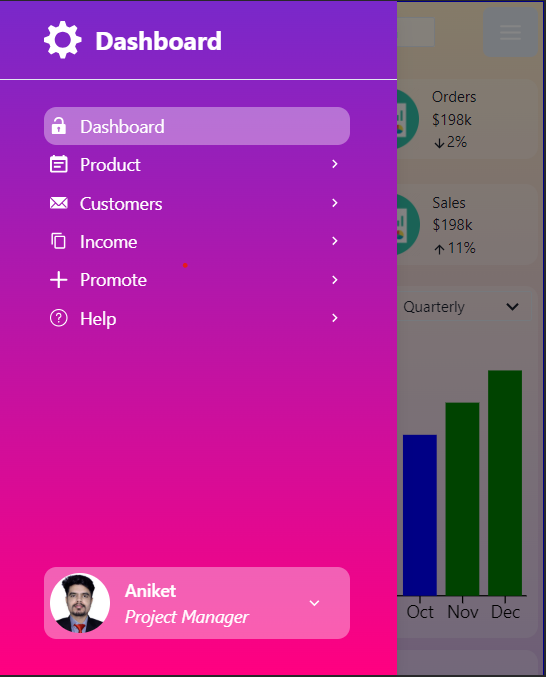 Dashboard
Dashboard
Product
Customers
Income
Promote
Help
Aniket
Project Manager
Orders
$198k
2%
Sales
$198k
11%
Quarterly
Oct Nov Dec